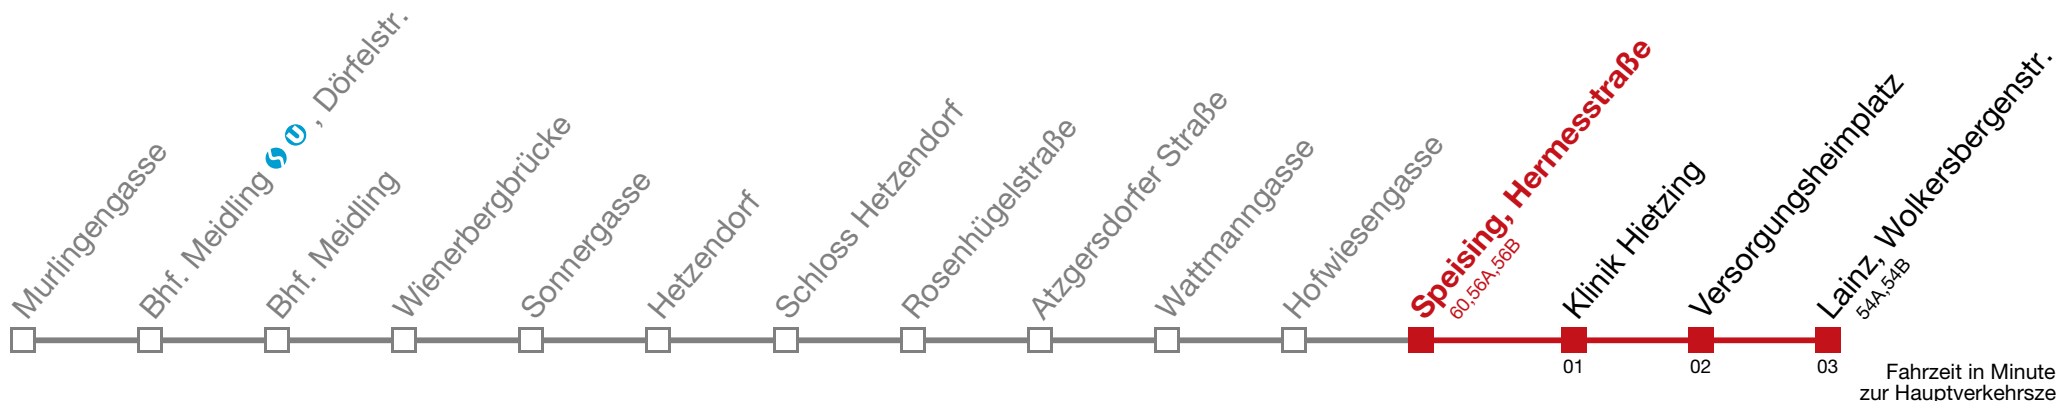 Murlingengasse
Bhf. Meidling S U , Dörfelstr.
Bhf. Meidling
Wienerbergbrücke
Sonnergasse
Hetzendorf
Schloss Hetzendorf
Rosenhügelstraße
Atzgersdorfer Straße
Wattmanngasse
Hofwiesengasse
Speising, Hermesstraße
60,56A,56B
Klinik Hietzing
Versorgungsheimplatz
Lainz, Wolkersbergenstr.
54A,54B
01
02
03
Fahrzeit in Minute
zur Hauptverkehrsze